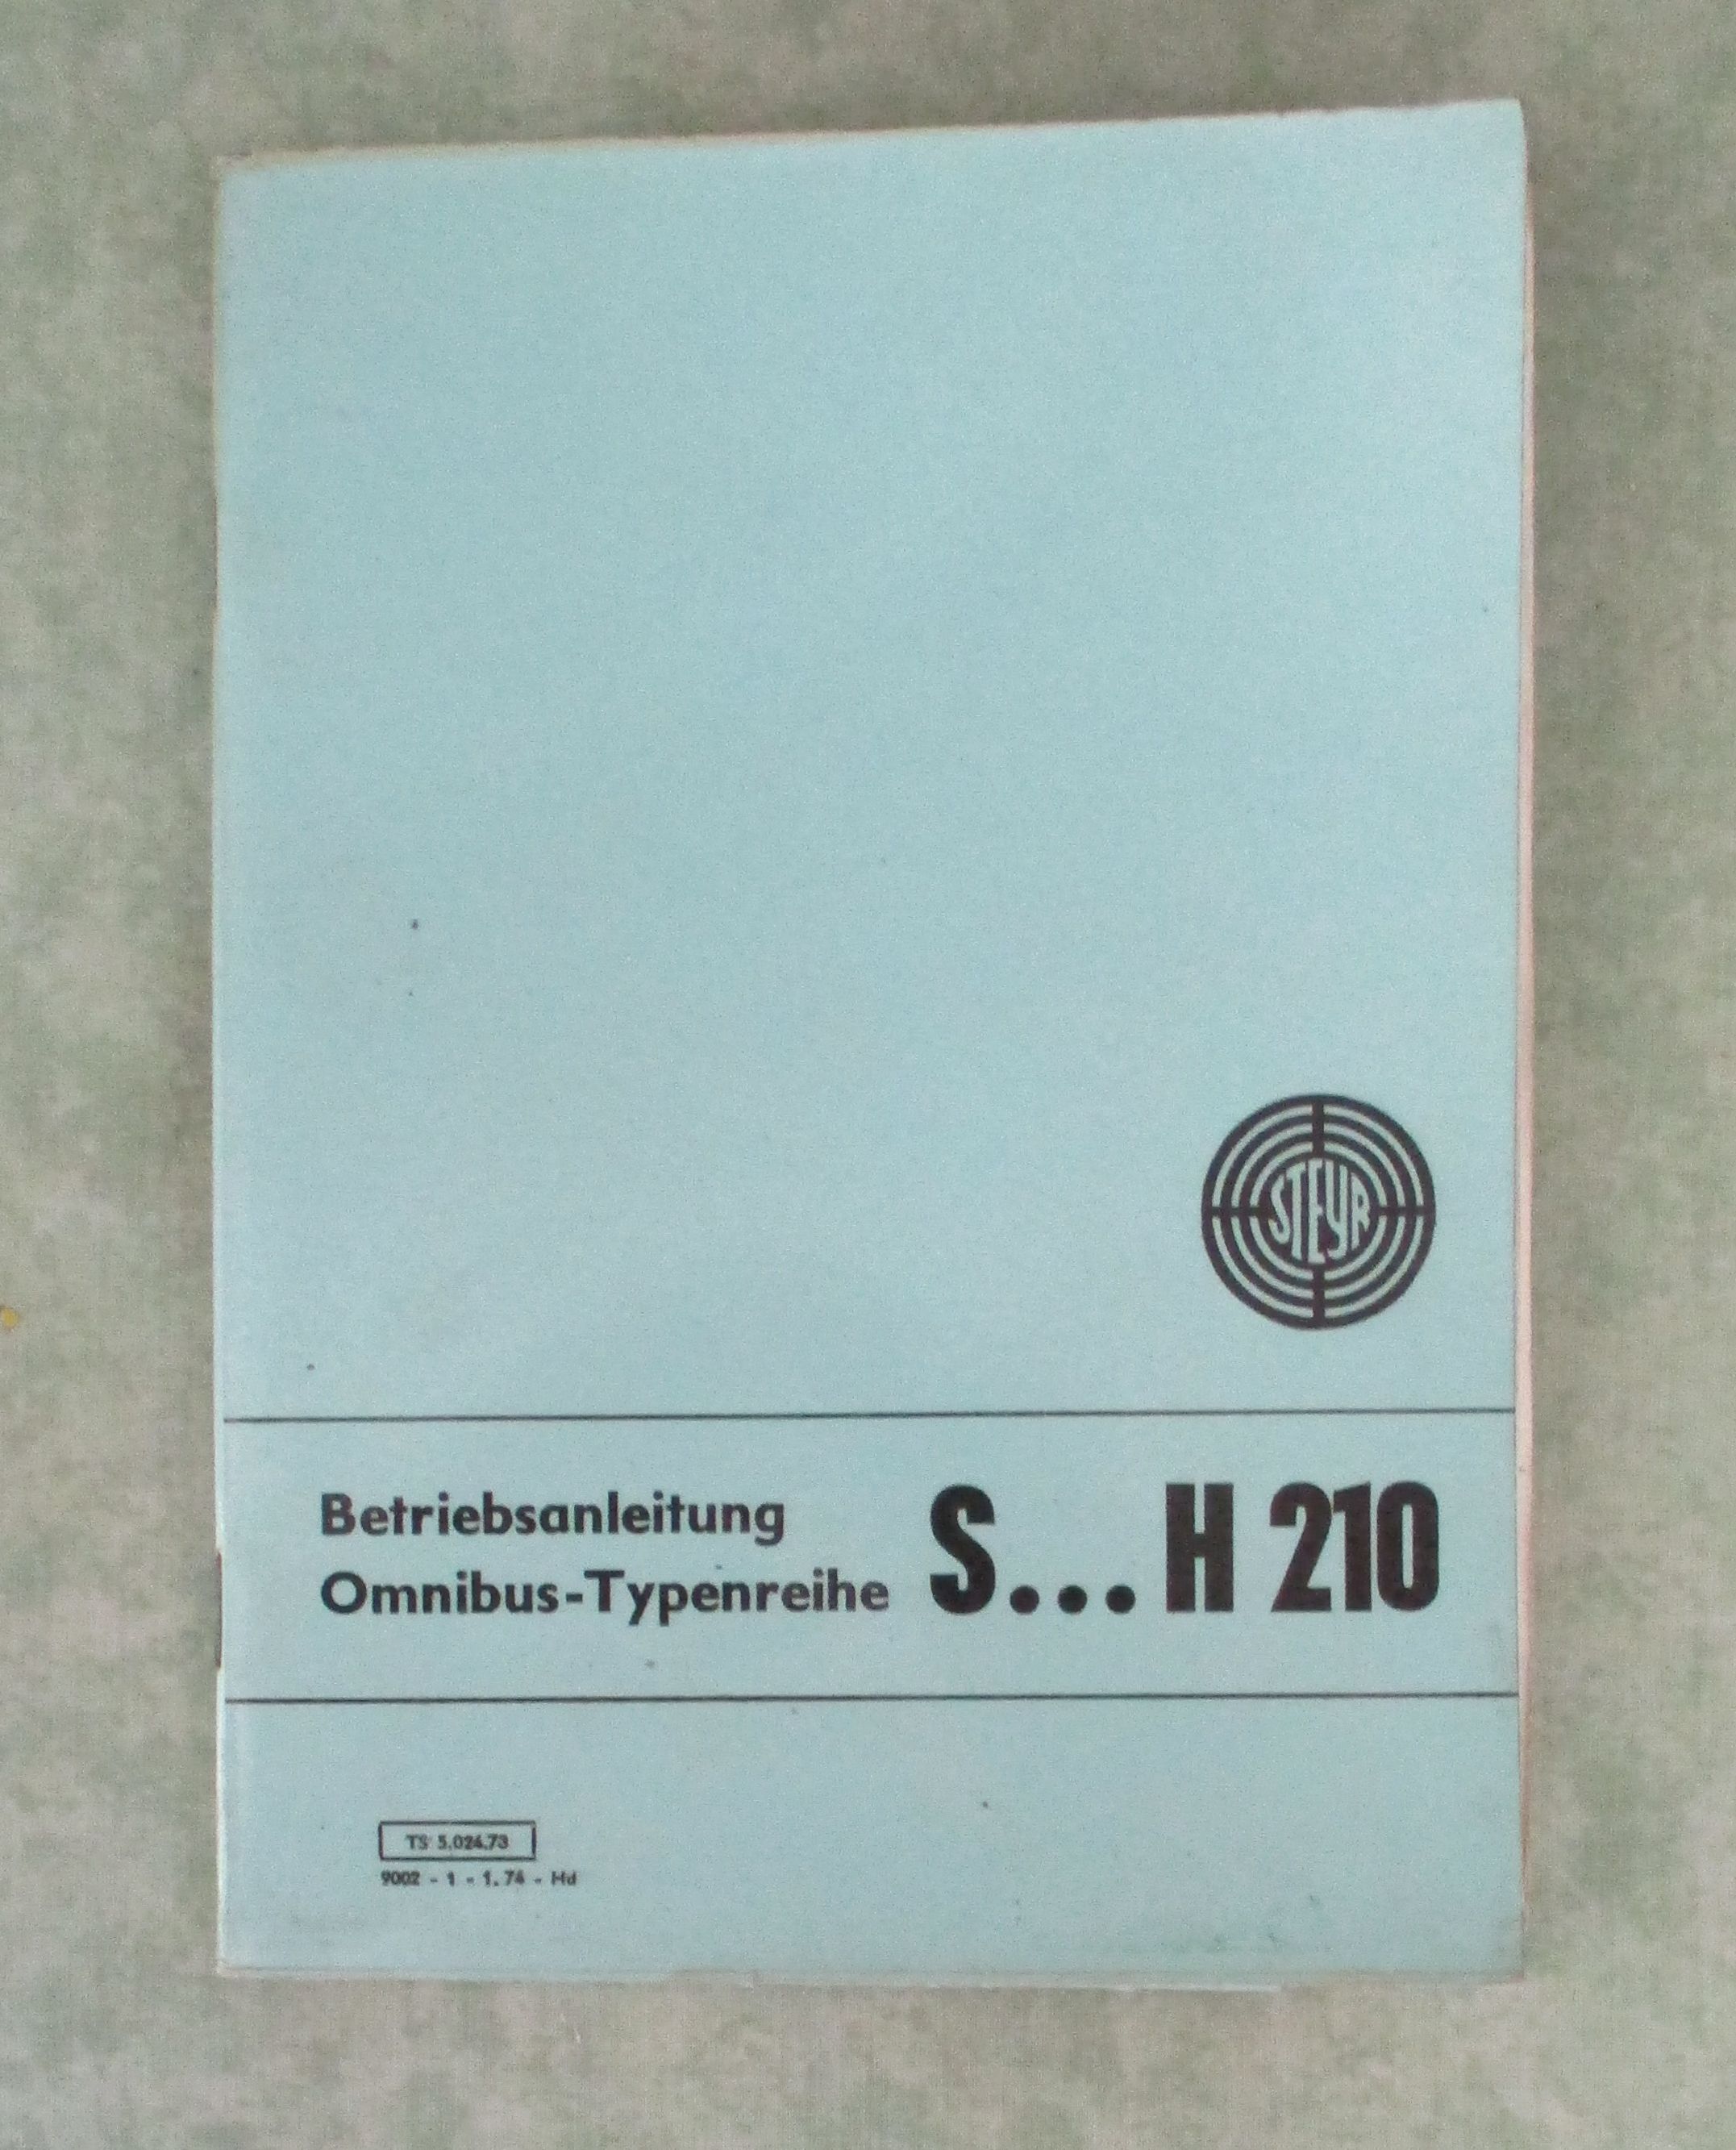 STEYR
Betriebsanleitung
Omnibus-Typenreihe S... H 210
TS 5.024.73
9002 - 1 - 1.74 - Hd